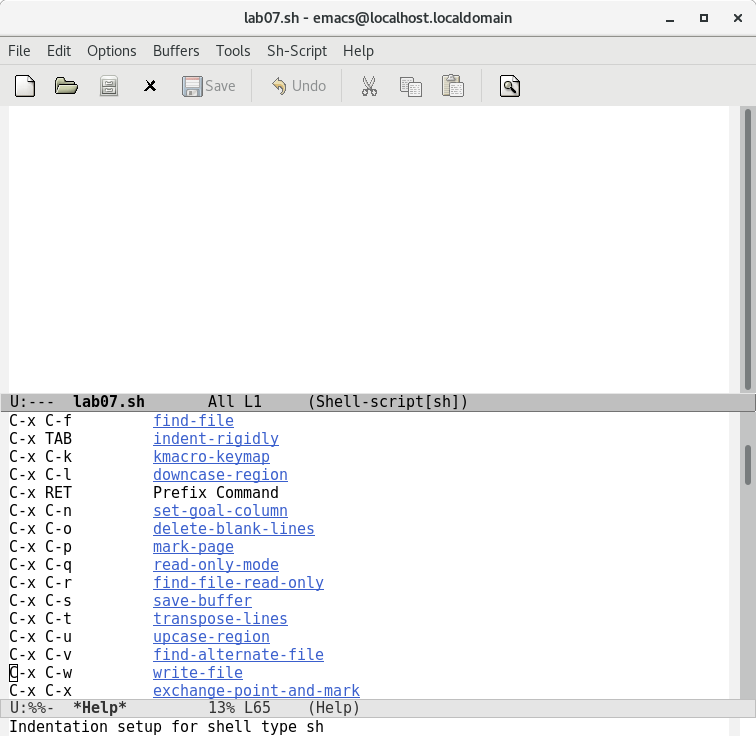 lab07.sh - emacs@localhost.localdomain
File Edit Options Buffers Tools Sh-Script Help
Save Undo
U:--- lab07.sh All L1 (Shell-script[sh])
C-x C-f find-file
C-x TAB indent-rigidly
C-x C-k kmacro-keymap
C-x C-l downcase-region
C-x RET Prefix Command
C-x C-n set-goal-column
C-x C-o delete-blank-lines
C-x C-p mark-page
C-x C-q read-only-mode
C-x C-r find-file-read-only
C-x C-s save-buffer
C-x C-t transpose-lines
C-x C-u upcase-region
C-x C-v find-alternate-file
C-x C-w write-file
C-x C-x exchange-point-and-mark
U:%%- *Help* 13% L65 (Help)
Indentation setup for shell type sh